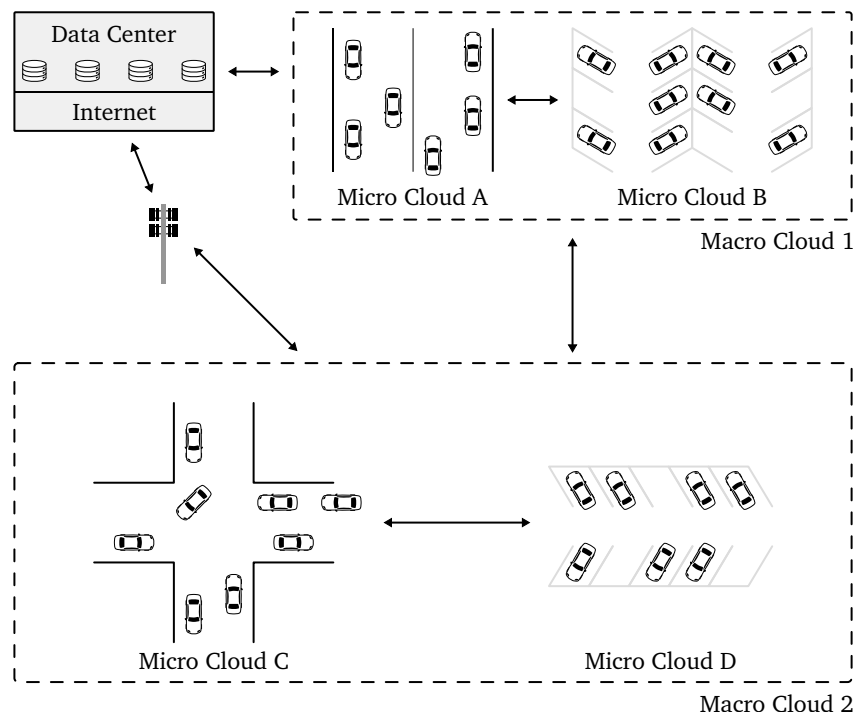 Data Center
Internet
Micro Cloud A
Micro Cloud B
Macro Cloud 1
Micro Cloud C
Micro Cloud D
Macro Cloud 2